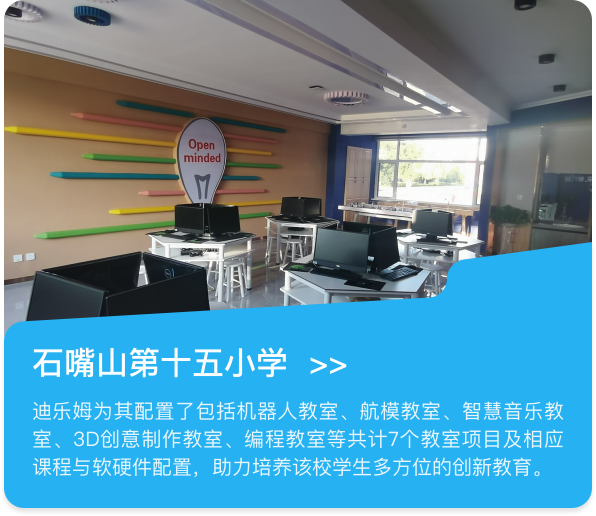 Open
minded
石嘴山第十五小学 >>
迪乐姆为其配置了包括机器人教室、航模教室、智慧音乐教
室、3D创意制作教室、编程教室等共计7个教室项目及相应
课程与软硬件配置，助力培养该校学生多方位的创新教育。